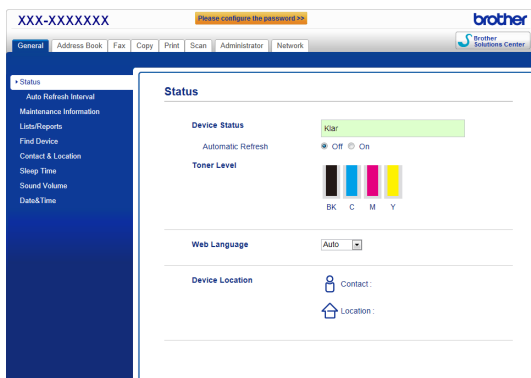 XXX-XXXXXXX
Please configure the password >>
brother
General Address Book Fax Copy Print Scan Administrator Network
Brother Solutions Center
Status
Auto Refresh Interval
Maintenance Information
Lists/Reports
Find Device
Contact & Location
Sleep Time
Sound Volume
Date&Time
Status
Device Status Klar
Automatic Refresh Off On
Toner Level
BK C M Y
Web Language Auto
Device Location Contact :
Location :